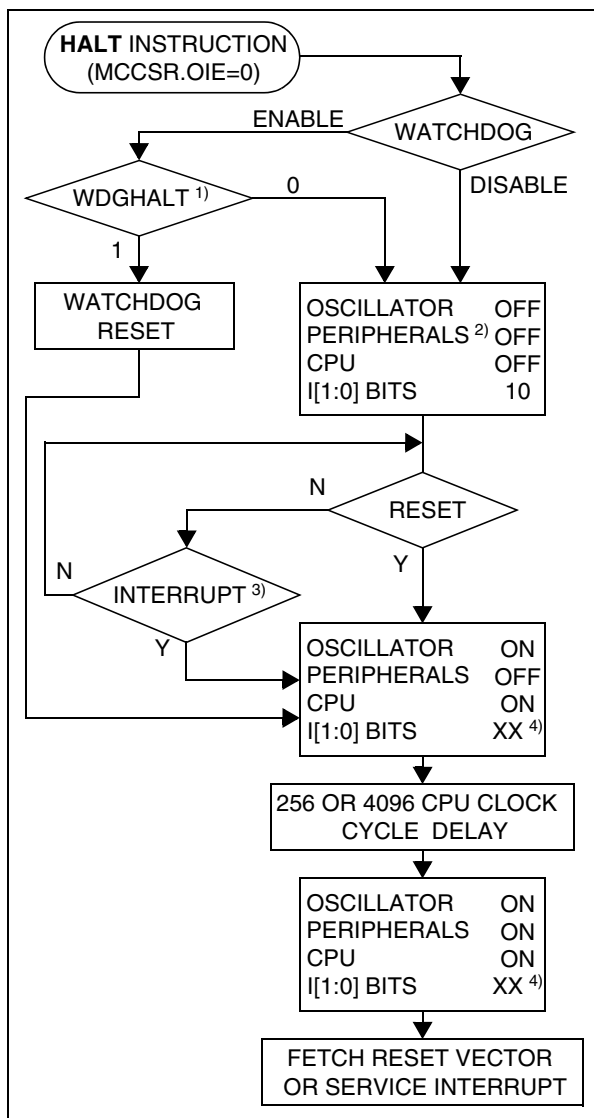 HALT INSTRUCTION
(MCCSR.OIE=0)
ENABLE
WATCHDOG
WDGHALT 1)
0
DISABLE
1
WATCHDOG
RESET
OSCILLATOR OFF
PERIPHERALS 2) OFF
CPU OFF
I[1:0] BITS 10
N
RESET
N
Y
INTERRUPT 3)
Y
OSCILLATOR ON
PERIPHERALS OFF
CPU ON
I[1:0] BITS XX 4)
256 OR 4096 CPU CLOCK
CYCLE DELAY
OSCILLATOR ON
PERIPHERALS ON
CPU ON
I[1:0] BITS XX 4)
FETCH RESET VECTOR
OR SERVICE INTERRUPT